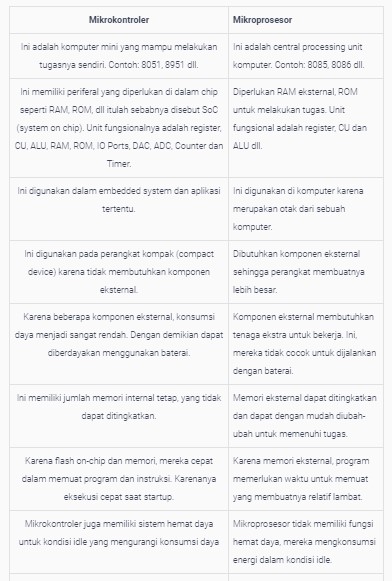 Mikrokontroler
Mikroprosesor
Ini adalah komputer mini yang mampu melakukan
tugasnya sendiri. Contoh: 8051, 8951 dll.
Ini adalah central processing unit
komputer. Contoh: 8085, 8086 dll.
Ini memiliki periferal yang diperlukan di dalam chip
seperti RAM, ROM, dll itulah sebabnya disebut SoC
(system on chip). Unit fungsionalnya adalah register,
CU, ALU, RAM, ROM, IO Ports, DAC, ADC, Counter dan
Timer.
Diperlukan RAM eksternal, ROM
untuk melakukan tugas. Unit
fungsional adalah register, CU dan
ALU dll.
Ini digunakan dalam embedded system dan aplikasi
tertentu.
Ini digunakan di komputer karena
merupakan otak dari sebuah
komputer.
Ini digunakan pada perangkat kompak (compact
device) karena tidak membutuhkan komponen
eksternal.
Dibutuhkan komponen eksternal
sehingga perangkat membuatnya
lebih besar.
Karena beberapa komponen eksternal, konsumsi
daya menjadi sangat rendah. Dengan demikian dapat
diberdayakan menggunakan baterai.
Komponen eksternal membutuhkan
tenaga ekstra untuk bekerja. Ini,
mereka tidak cocok untuk dijalankan
dengan baterai.
Ini memiliki jumlah memori internal tetap, yang tidak
dapat ditingkatkan.
Memori eksternal dapat ditingkatkan
dan dapat dengan mudah diubah-
ubah untuk memenuhi tugas.
Karena flash on-chip dan memori, mereka cepat
dalam memuat program dan instruksi. Karenanya
eksekusi cepat saat startup.
Karena memori eksternal, program
memerlukan waktu untuk memuat
yang membuatnya relatif lambat.
Mikrokontroler juga memiliki sistem hemat daya
untuk kondisi idle yang mengurangi konsumsi daya
Mikroprosesor tidak memiliki fungsi
hemat daya, mereka mengkonsumsi
energi dalam kondisi idle.